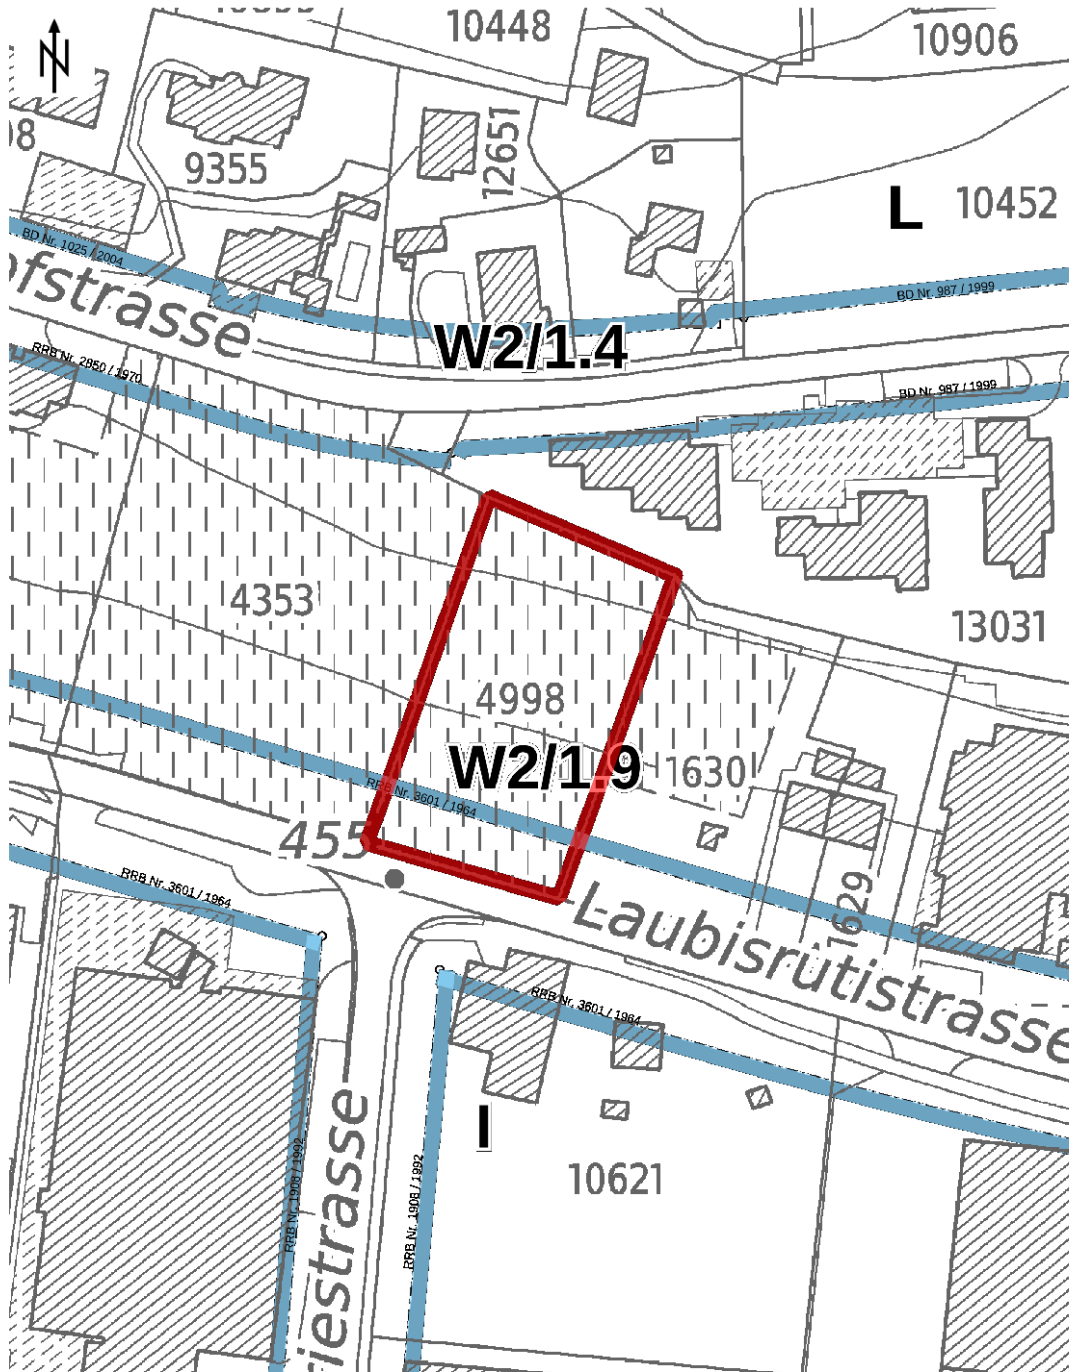 10448
10906
N
12651
9355
L
10452
BD Nr. 1025 / 2004
BD Nr. 987 / 1999
ofstrasse
W2/1.4
RRB Nr. 2850 / 1970
BD Nr. 987 / 1999
4353
13031
4998
W2/1.9
1630
RRB Nr. 3601 / 1964
455
RRB Nr. 3601 / 1964
1629
Laubisrütistrasse
RRB Nr. 3601 / 1964
I
RRB Nr. 1908 / 1992
RRB Nr. 1908 / 1992
10621
riestrasse